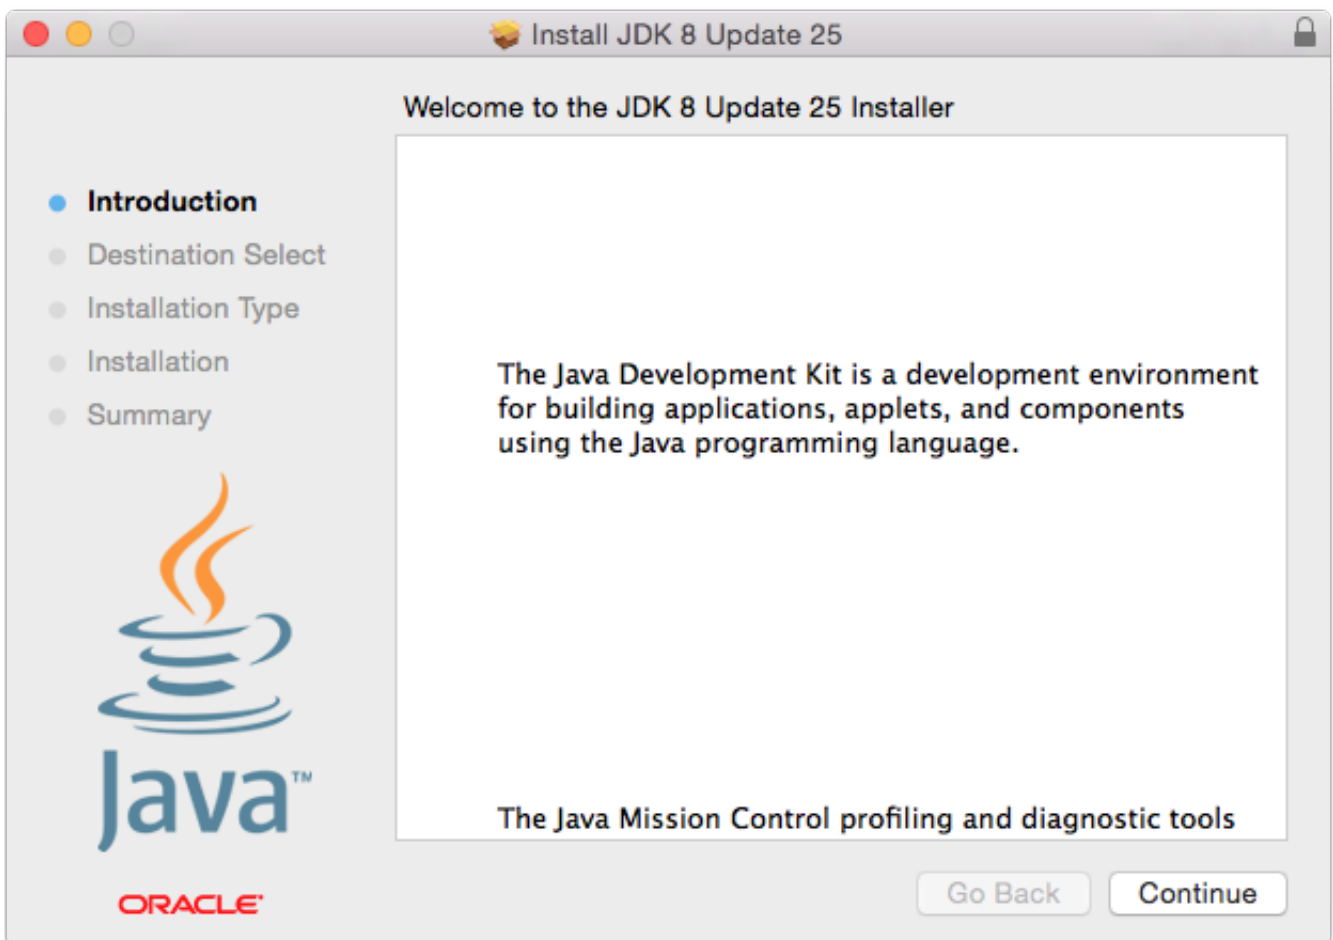 Install JDK 8 Update 25
Welcome to the JDK 8 Update 25 Installer
Introduction
Destination Select
Installation Type
Installation
Summary
The Java Development Kit is a development environment
for building applications, applets, and components
using the Java programming language.
The Java Mission Control profiling and diagnostic tools
Java™
ORACLE®
Go Back
Continue